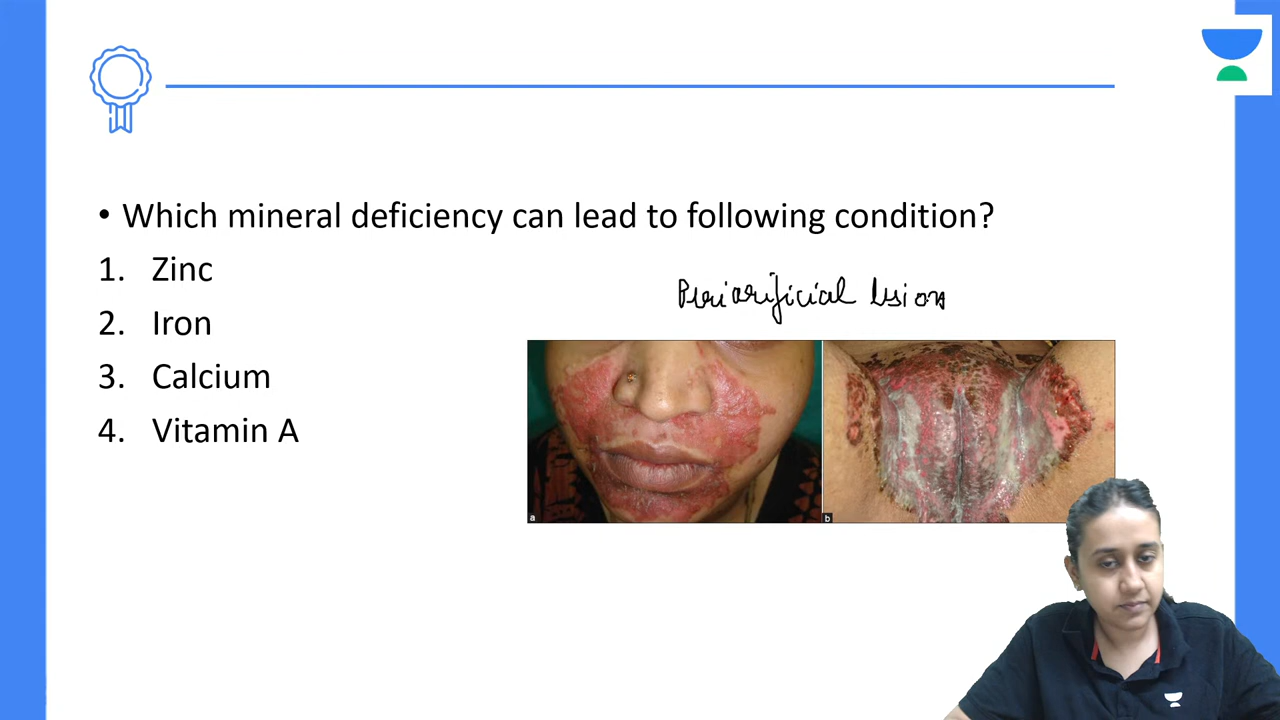 • Which mineral deficiency can lead to following condition?
1. Zinc
2. Iron
3. Calcium
4. Vitamin A
Periorificial lesion
a
b